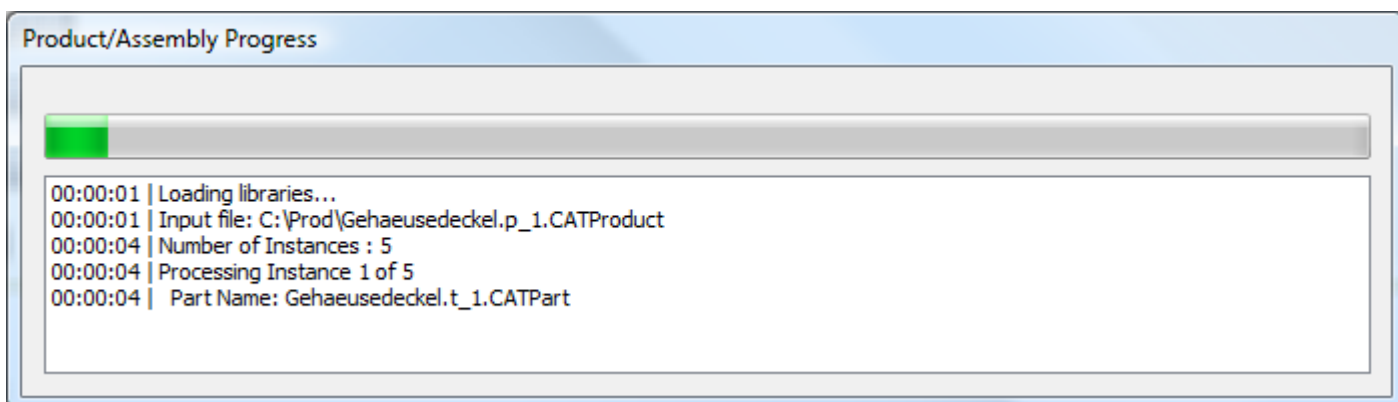 Product/Assembly Progress
00:00:01 | Loading libraries...
00:00:01 | Input file: C:\Prod\Gehaeusedeckel.p_1.CATProduct
00:00:04 | Number of Instances : 5
00:00:04 | Processing Instance 1 of 5
00:00:04 |   Part Name: Gehaeusedeckel.t_1.CATPart